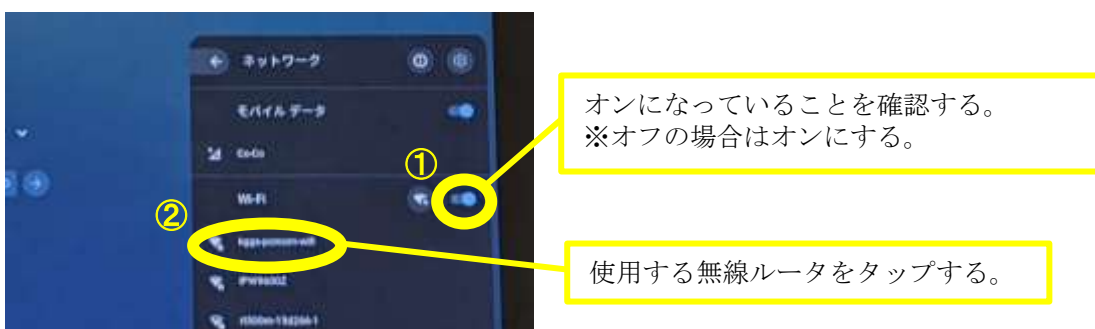 ネットワーク
モバイル データ
①
Wi-Fi
②
オンになっていることを確認する。
※オフの場合はオンにする。
使用する無線ルータをタップする。